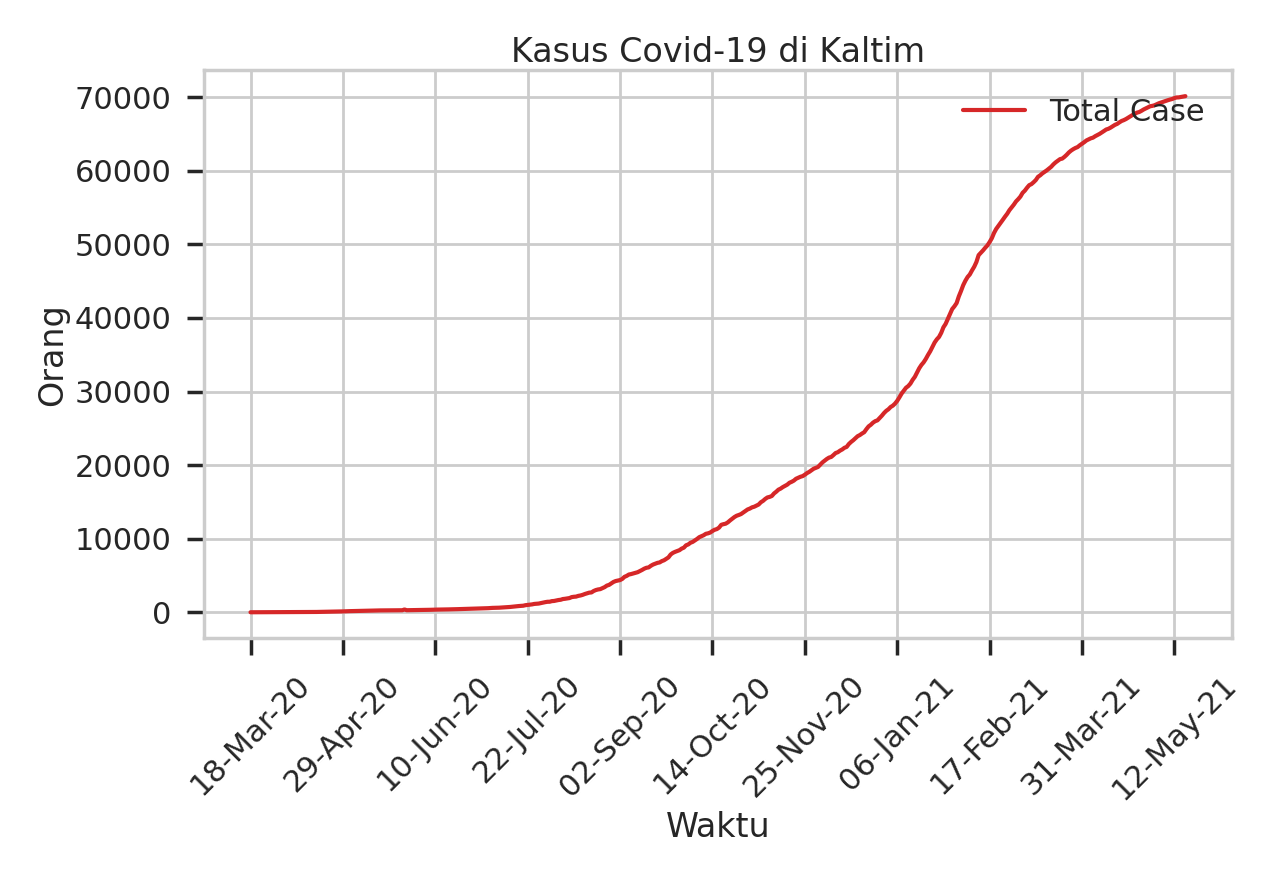 Kasus Covid-19 di Kaltim
Total Case
Orang
70000
60000
50000
40000
30000
20000
10000
0
18-Mar-20
29-Apr-20
10-Jun-20
22-Jul-20
02-Sep-20
14-Oct-20
25-Nov-20
06-Jan-21
17-Feb-21
31-Mar-21
12-May-21
Waktu